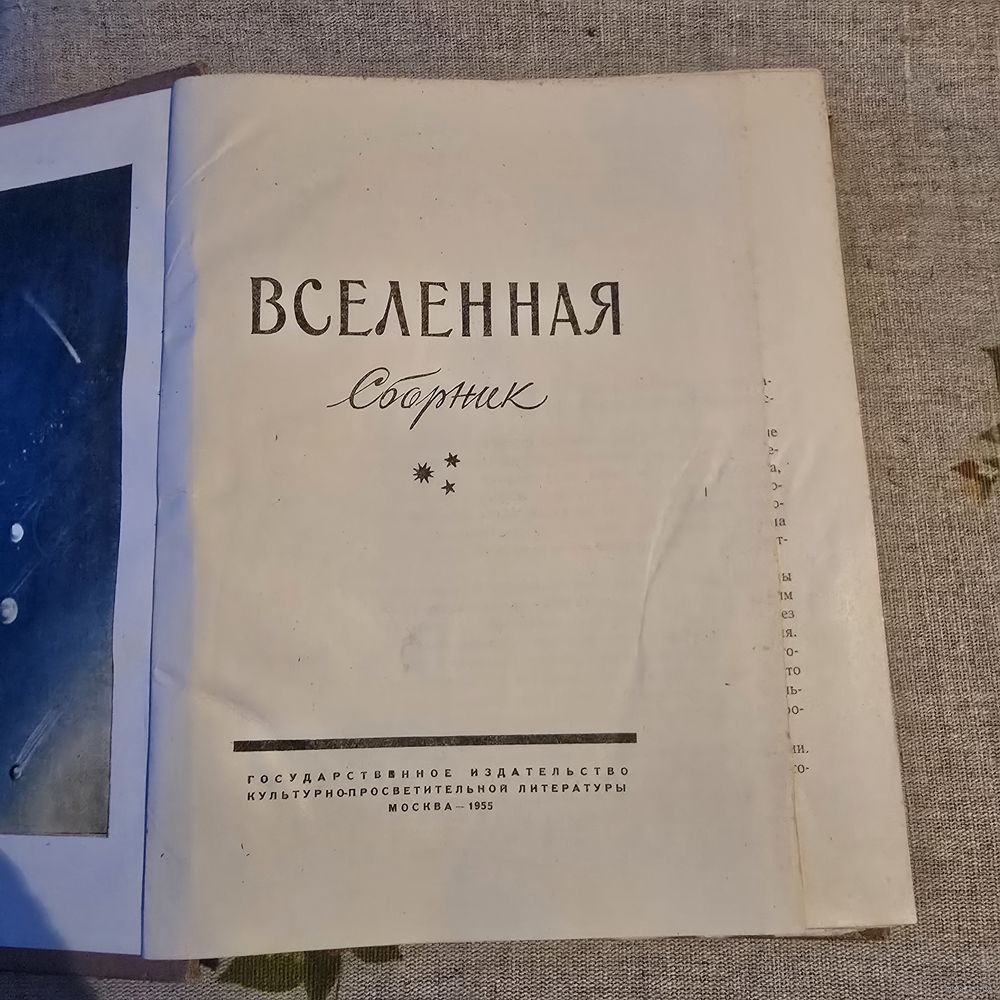 ВСЕЛЕННАЯ
Сборник
ГОСУДАРСТВЕННОЕ ИЗДАТЕЛЬСТВО
КУЛЬТУРНО-ПРОСВЕТИТЕЛЬНОЙ ЛИТЕРАТУРЫ
МОСКВА — 1955